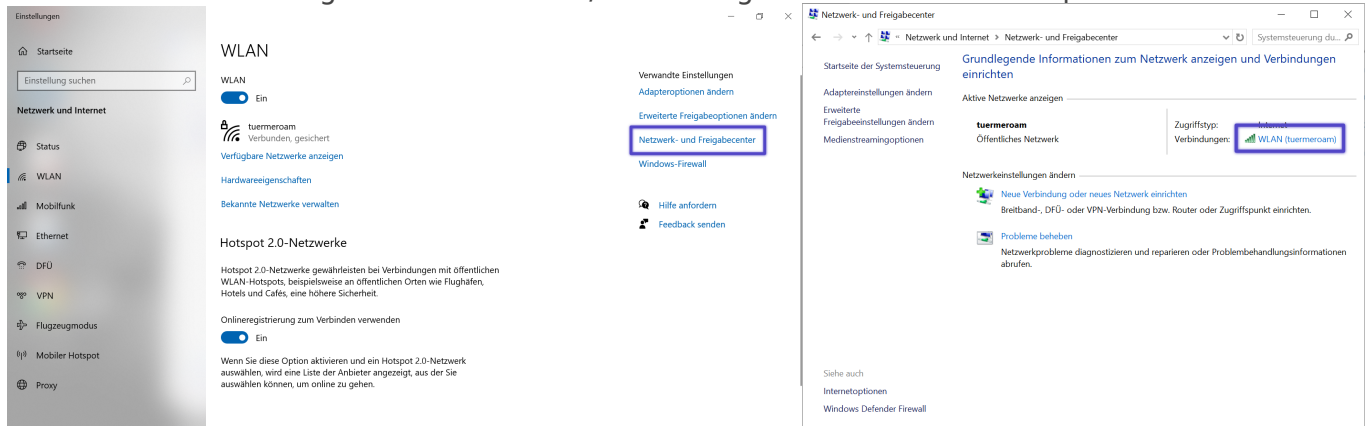 Einstellungen
Startseite
Einstellung suchen
Netzwerk und Internet
Status
WLAN
Mobilfunk
Ethernet
DFÜ
VPN
Flugzeugmodus
Mobiler Hotspot
Proxy
WLAN
WLAN
Ein
tuermeroam
Verbunden, gesichert
Verfügbare Netzwerke anzeigen
Hardwareeigenschaften
Bekannte Netzwerke verwalten
Hotspot 2.0-Netzwerke
Hotspot 2.0-Netzwerke gewährleisten bei Verbindungen mit öffentlichen
WLAN-Hotspots, beispielsweise an öffentlichen Orten wie Flughäfen,
Hotels und Cafés, eine höhere Sicherheit.
Onlineregistrierung zum Verbinden verwenden
Ein
Wenn Sie diese Option aktivieren und ein Hotspot 2.0-Netzwerk
auswählen, wird eine Liste der Anbieter angezeigt, aus der Sie
auswählen können, um online zu gehen.
Verwandte Einstellungen
Adapteroptionen ändern
Erweiterte Freigabeoptionen ändern
Netzwerk- und Freigabecenter
Windows-Firewall
Hilfe anfordern
Feedback senden
Netzwerk- und Freigabecenter
« Netzwerk und Internet > Netzwerk- und Freigabecenter
Systemsteuerung du...
Startseite der Systemsteuerung
Adaptereinstellungen ändern
Erweiterte
Freigabeeinstellungen ändern
Medienstreamingoptionen
Grundlegende Informationen zum Netzwerk anzeigen und Verbindungen
einrichten
Aktive Netzwerke anzeigen
tuermeroam
Öffentliches Netzwerk
Zugriffstyp: Internet
Verbindungen: WLAN (tuermeroam)
Netzwerkeinstellungen ändern
Neue Verbindung oder neues Netzwerk einrichten
Breitband-, DFÜ- oder VPN-Verbindung bzw. Router oder Zugriffspunkt einrichten.
Probleme beheben
Netzwerkprobleme diagnostizieren und reparieren oder Problembehandlungsinformationen
abrufen.
Siehe auch
Internetoptionen
Windows Defender Firewall